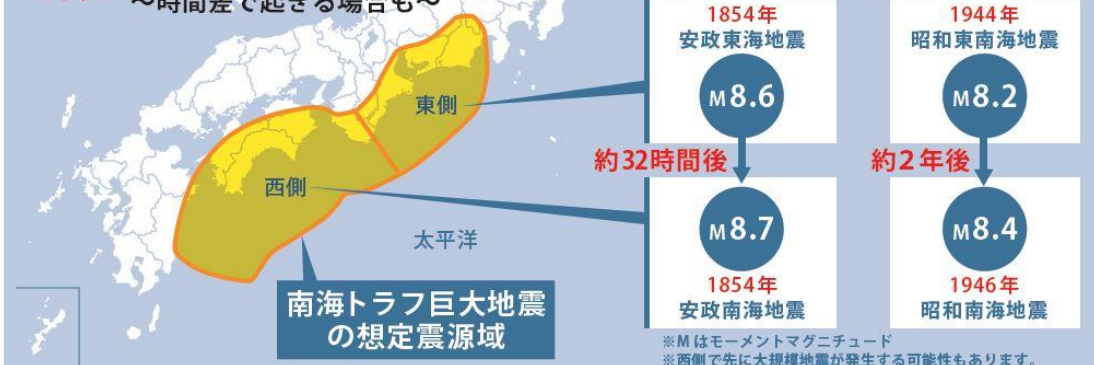 ～時間差で起きる場合も～
東側
西側
太平洋
南海トラフ巨大地震
の想定震源域
1854年
安政東海地震
M8.6
約32時間後
M8.7
1854年
安政南海地震
1944年
昭和東南海地震
M8.2
約2年後
M8.4
1946年
昭和南海地震
※Mはモーメントマグニチュード
※西側で先に大規模地震が発生する可能性もあります。